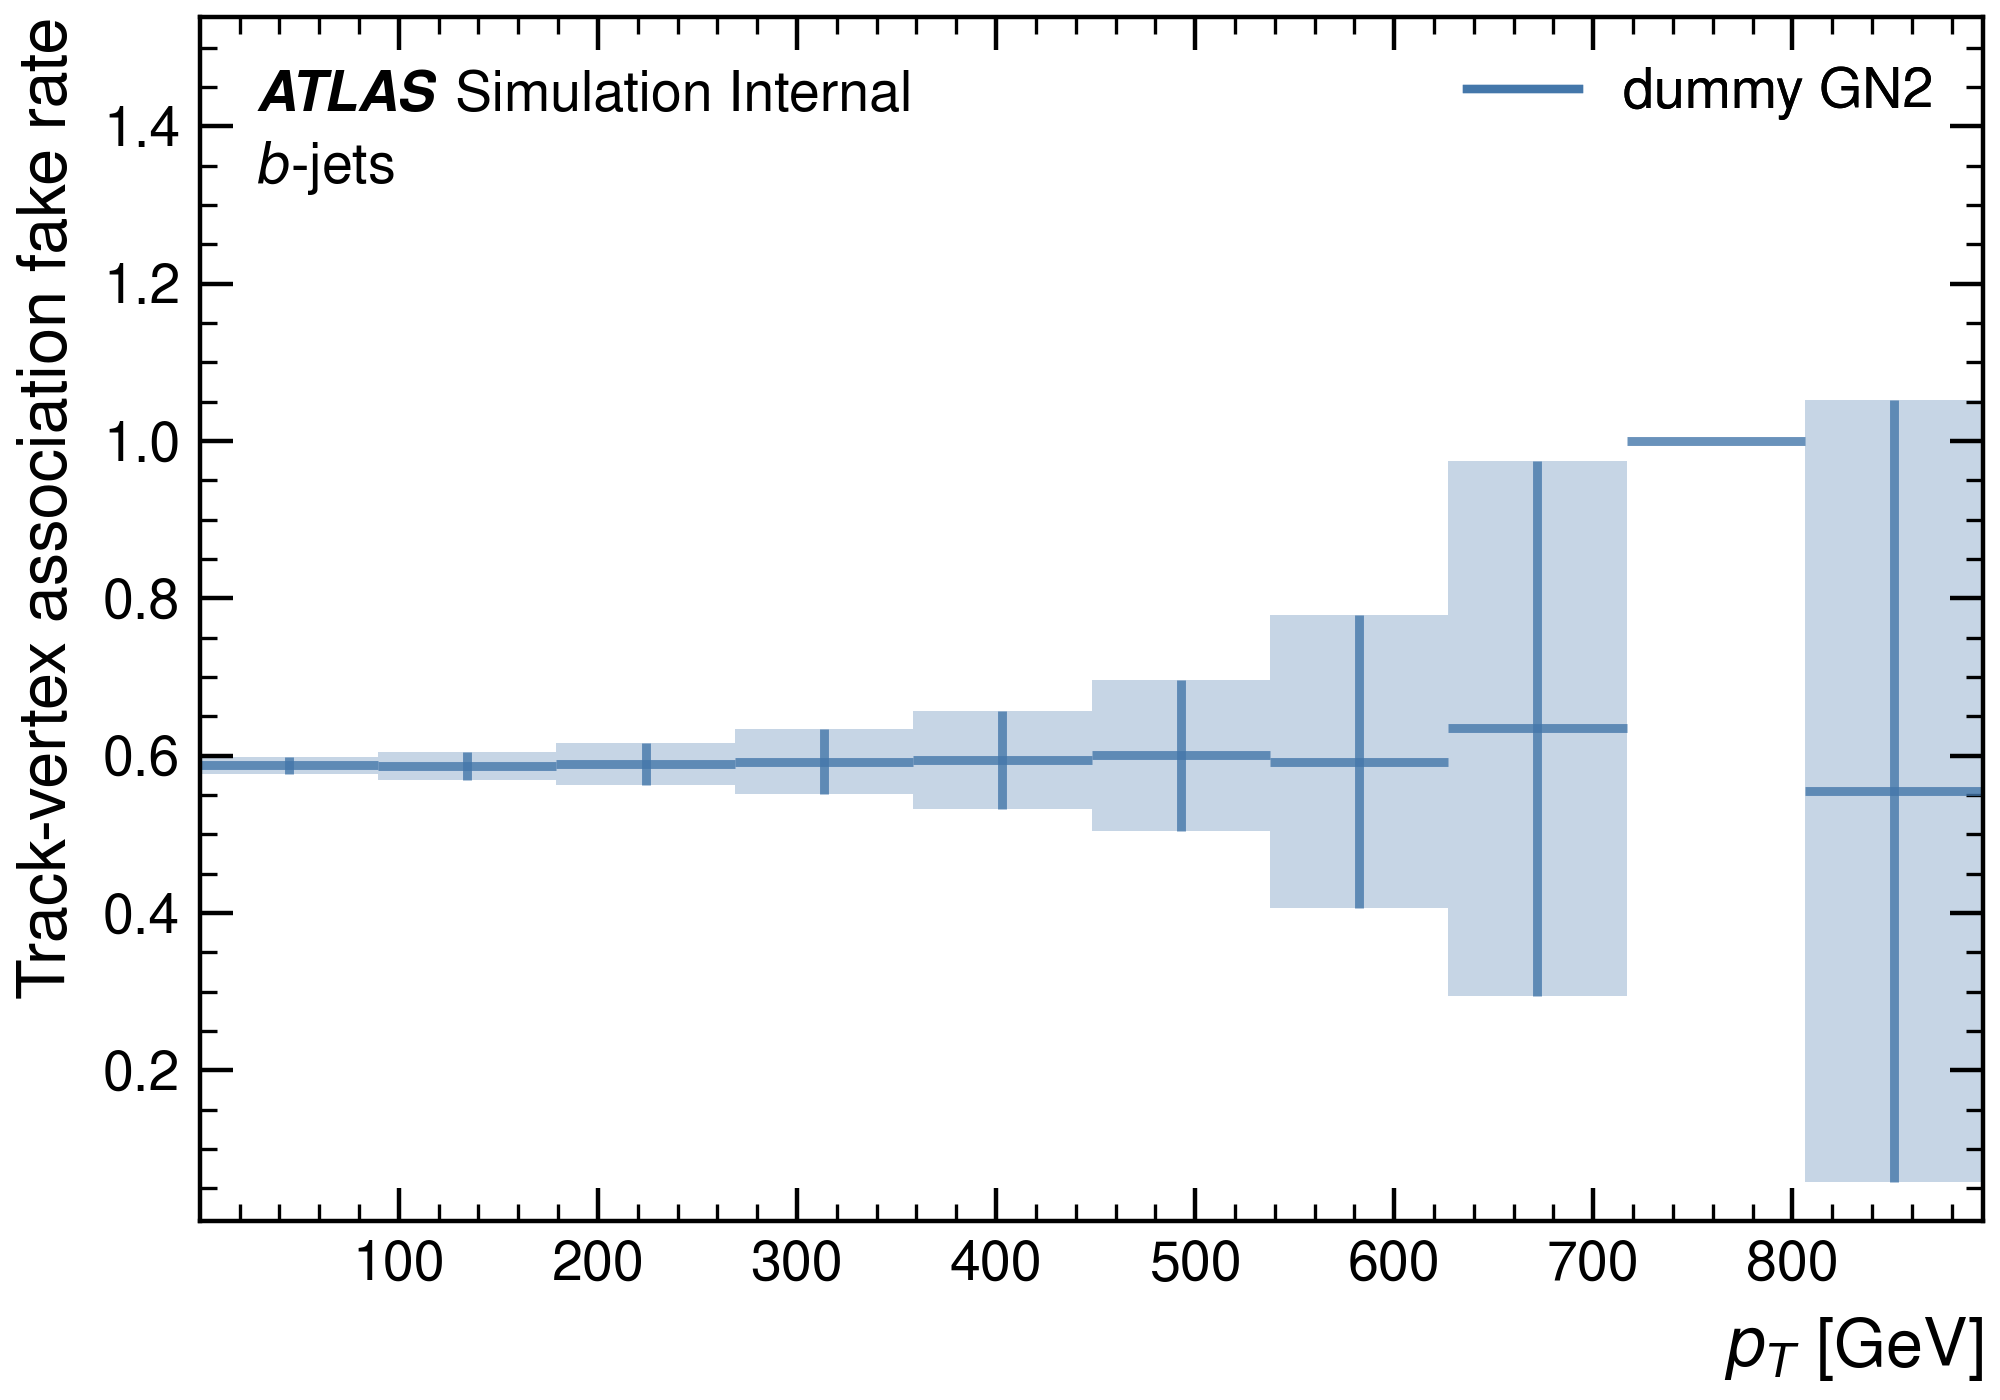 Track-vertex association fake rate
ATLAS Simulation Internal
b-jets
dummy GN2
1.4
1.2
1.0
0.8
0.6
0.4
0.2
100 200 300 400 500 600 700 800
p_T [GeV]